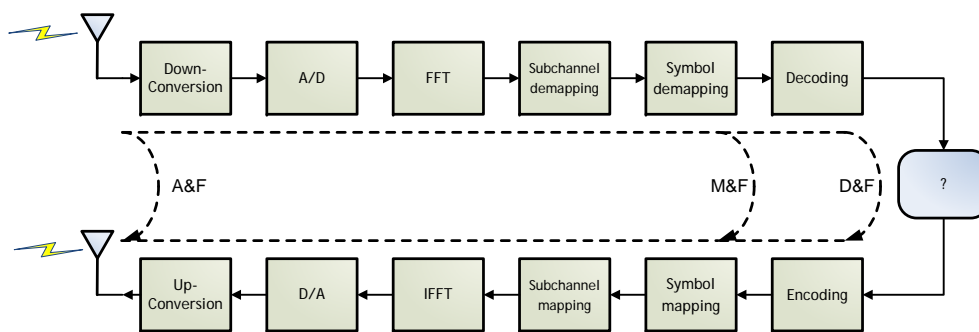 Down-
Conversion
A/D
FFT
Subchannel
demapping
Symbol
demapping
Decoding
A&F
M&F
D&F
?
Up-
Conversion
D/A
IFFT
Subchannel
mapping
Symbol
mapping
Encoding